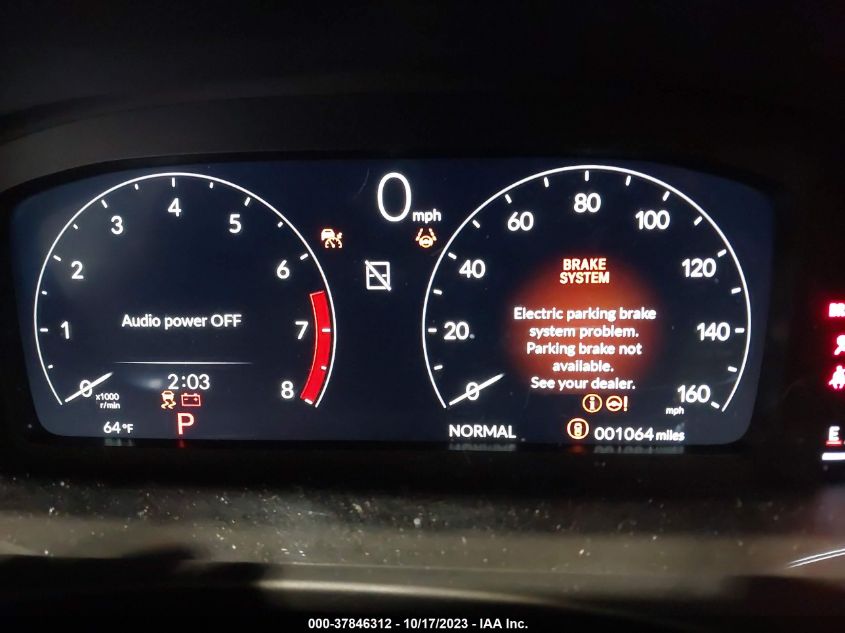 0 mph
1
2
3
4
5
6
7
8
0
x1000
r/min
Audio power OFF
2:03
64°F
P
0
20
40
60
80
100
120
140
160
mph
BRAKE
SYSTEM
Electric parking brake
system problem.
Parking brake not
available.
See your dealer.
NORMAL
001064 miles
E
000-37846312 - 10/17/2023 - IAA Inc.